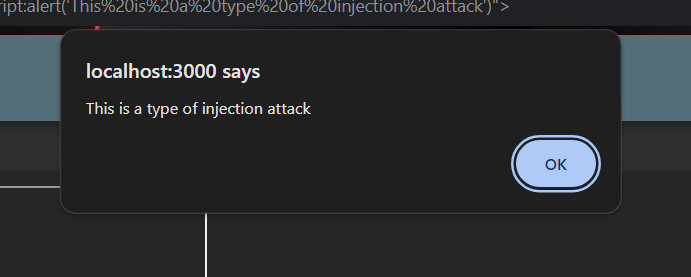 ript:alert('This%20is%20a%20type%20of%20injection%20attack')">
localhost:3000 says
This is a type of injection attack
OK